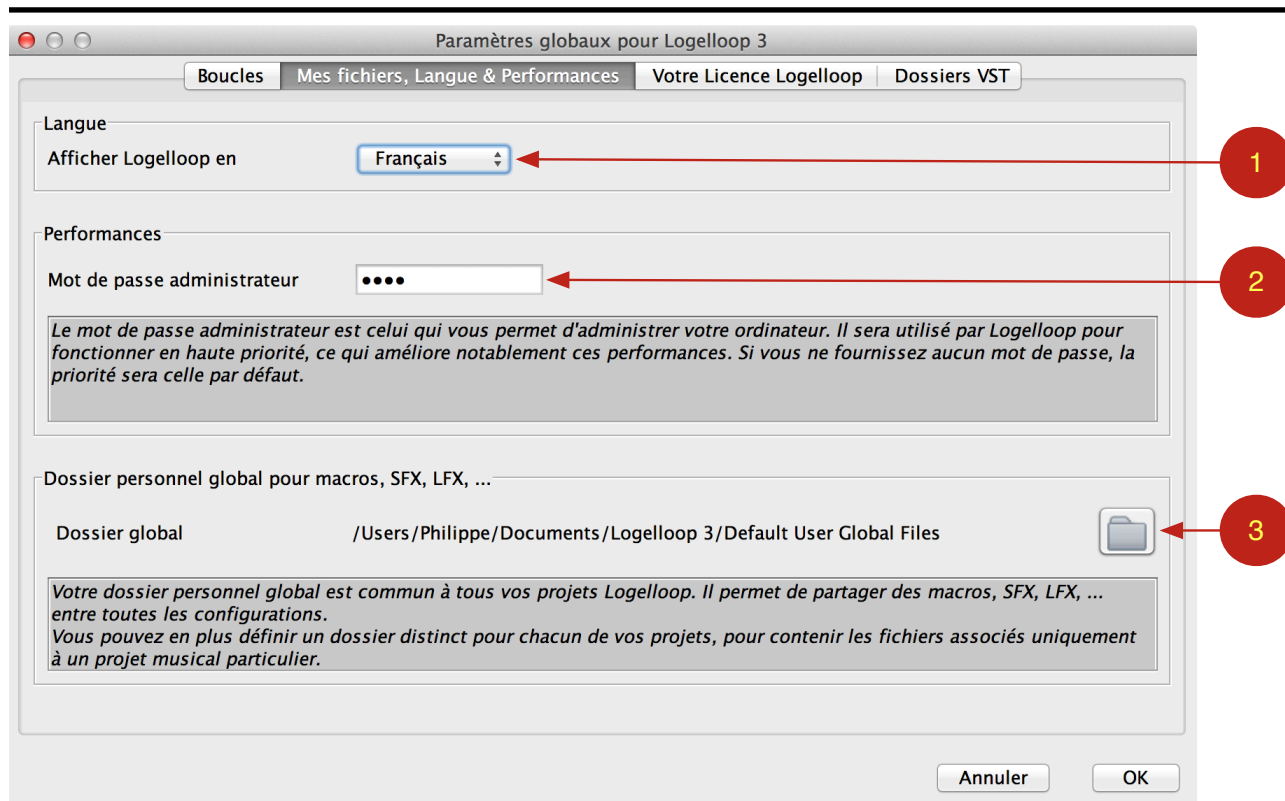 Paramètres globaux pour Logelloop 3
Boucles Mes fichiers, Langue & Performances Votre Licence Logelloop Dossiers VST
Langue
Afficher Logelloop en Français 1
Performances
Mot de passe administrateur •••• 2
Le mot de passe administrateur est celui qui vous permet d'administrer votre ordinateur. Il sera utilisé par Logelloop pour
fonctionner en haute priorité, ce qui améliore notablement ces performances. Si vous ne fournissez aucun mot de passe, la
priorité sera celle par défaut.
Dossier personnel global pour macros, SFX, LFX, ...
Dossier global /Users/Philippe/Documents/Logelloop 3/Default User Global Files 3
Votre dossier personnel global est commun à tous vos projets Logelloop. Il permet de partager des macros, SFX, LFX, ...
entre toutes les configurations.
Vous pouvez en plus définir un dossier distinct pour chacun de vos projets, pour contenir les fichiers associés uniquement
à un projet musical particulier.
Annuler OK